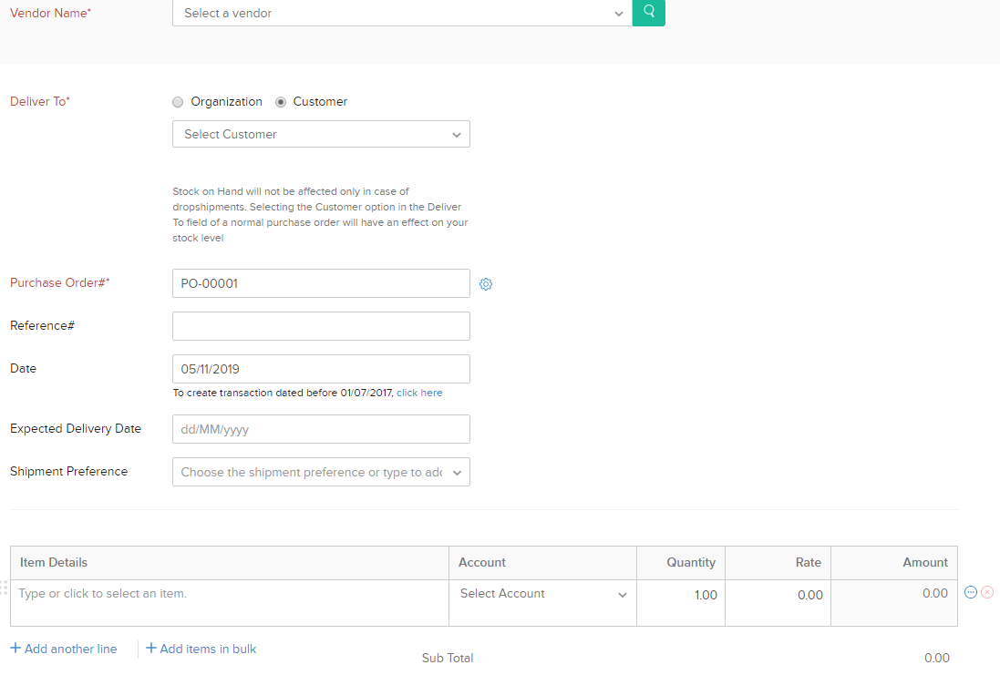 Vendor Name*
Select a vendor
Deliver To*
Organization
Customer
Select Customer
Stock on Hand will not be affected only in case of
dropshipments. Selecting the Customer option in the Deliver
To field of a normal purchase order will have an effect on your
stock level
Purchase Order#*
PO-00001
Reference#
Date
05/11/2019
To create transaction dated before 01/07/2017, click here
Expected Delivery Date
dd/MM/yyyy
Shipment Preference
Choose the shipment preference or type to add
Item Details
Account
Quantity
Rate
Amount
Type or click to select an item.
Select Account
1.00
0.00
0.00
+ Add another line
+ Add items in bulk
Sub Total
0.00